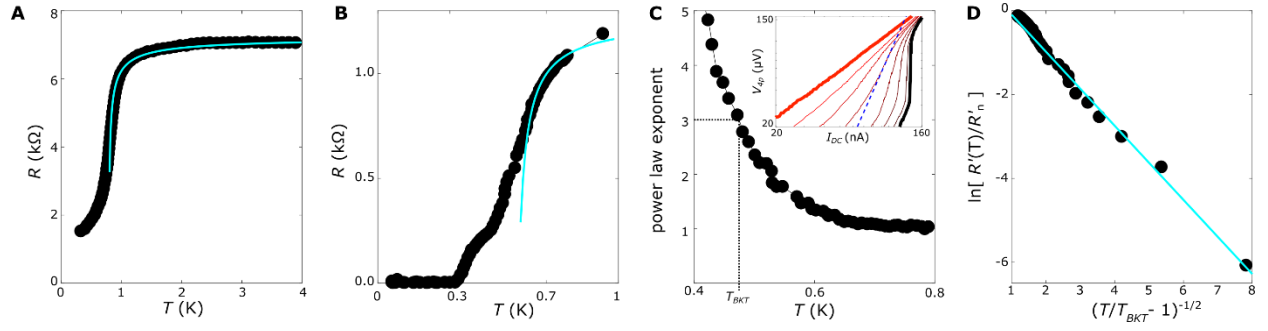 A
R (kΩ)
8
6
4
2
0
0
1
2
3
4
T (K)
B
R (kΩ)
1.0
0.0
0
0.3
0.7
1
T (K)
C
power law exponent
5
4
3
2
1
0.4
T_BKT
0.6
0.8
T (K)
150
V_4p (μV)
20
20
I_DC (nA)
160
D
ln[ R'(T)/R'_n ]
0
-2
-4
-6
1
2
3
4
5
6
7
8
(T/T_BKT - 1)^-1/2